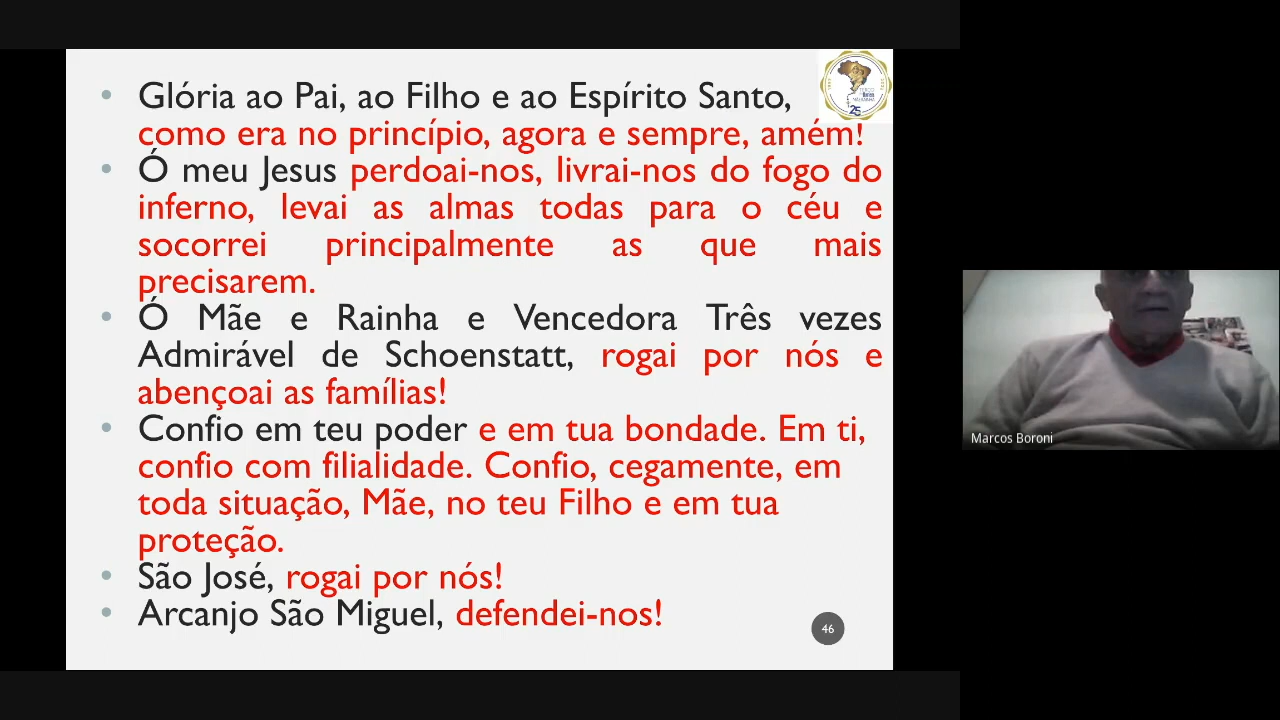 Glória ao Pai, ao Filho e ao Espírito Santo,
como era no princípio, agora e sempre, amém!
Ó meu Jesus perdoai-nos, livrai-nos do fogo do
inferno, levai as almas todas para o céu e
socorrei principalmente as que mais
precisarem.
Ó Mãe e Rainha e Vencedora Três vezes
Admirável de Schoenstatt, rogai por nós e
abençoai as famílias!
Confio em teu poder e em tua bondade. Em ti,
confio com filialidade. Confio, cegamente, em
toda situação, Mãe, no teu Filho e em tua
proteção.
São José, rogai por nós!
Arcanjo São Miguel, defendei-nos!
46
25
Marcos Boroni